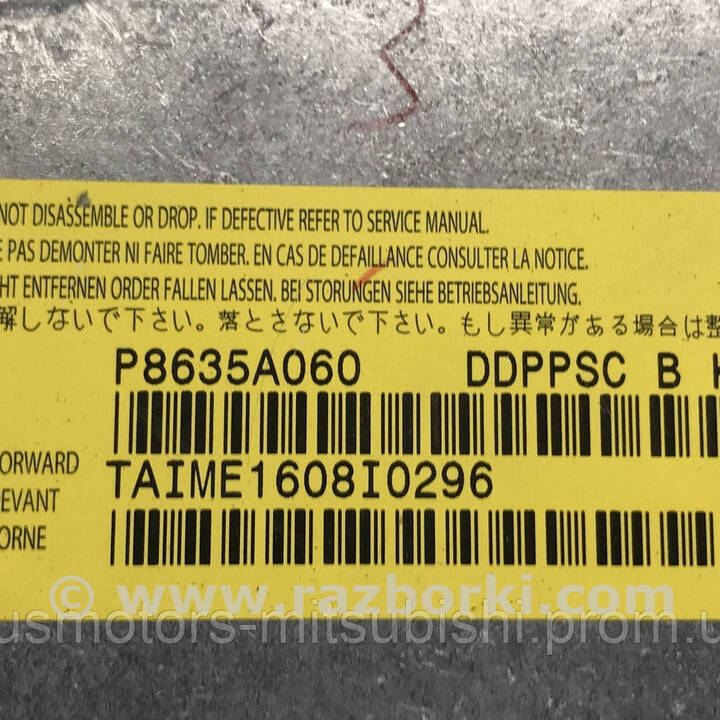 NOT DISASSEMBLE OR DROP. IF DEFECTIVE REFER TO SERVICE MANUAL.
PAS DEMONTER NI FAIRE TOMBER. EN CAS DE DEFAILLANCE CONSULTER LA NOTICE.
ENTFERNEN ORDER FALLEN LASSEN. BEI STORUNGEN SIEHE BETRIEBSANLEITUNG.
解しないで下さい。落とさないで下さい。もし異常がある場合は整
P8635A060 DDPPSC B
ORWARD
TAIME1608I0296
EVANT
ORNE
© www.razborki.com
usmotors-mitsubishi.prom.u